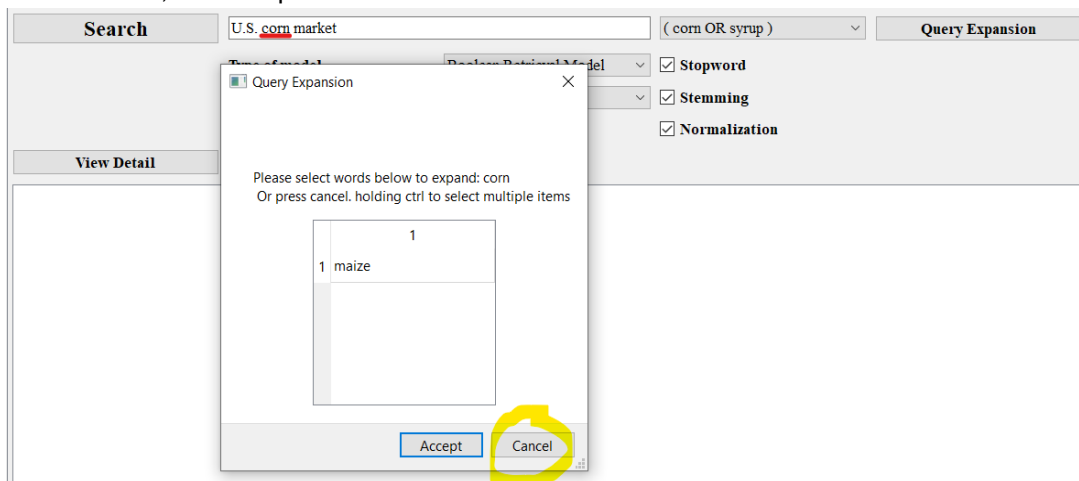 Search U.S. corn market ( corn OR syrup ) Query Expansion
Stopword
Query Expansion
Stemming
Normalization
View Detail
Please select words below to expand: corn
Or press cancel. holding ctrl to select multiple items
1
1 maize
Accept Cancel